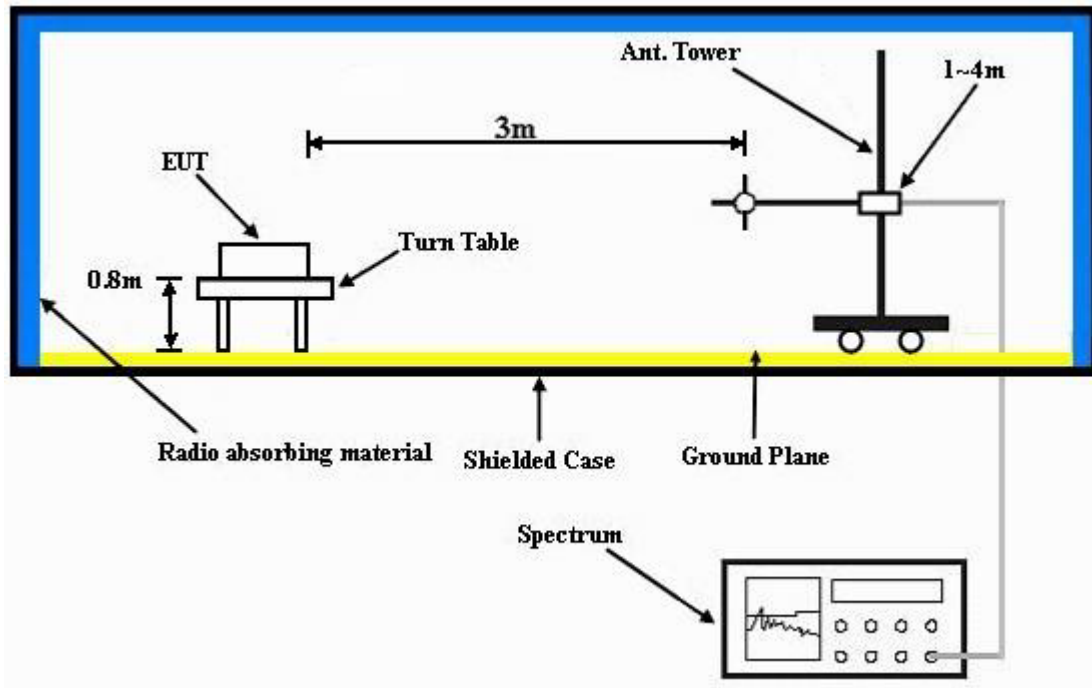 Ant. Tower
1~4m
3m
EUT
Turn Table
0.8m
Radio absorbing material
Shielded Case
Ground Plane
Spectrum